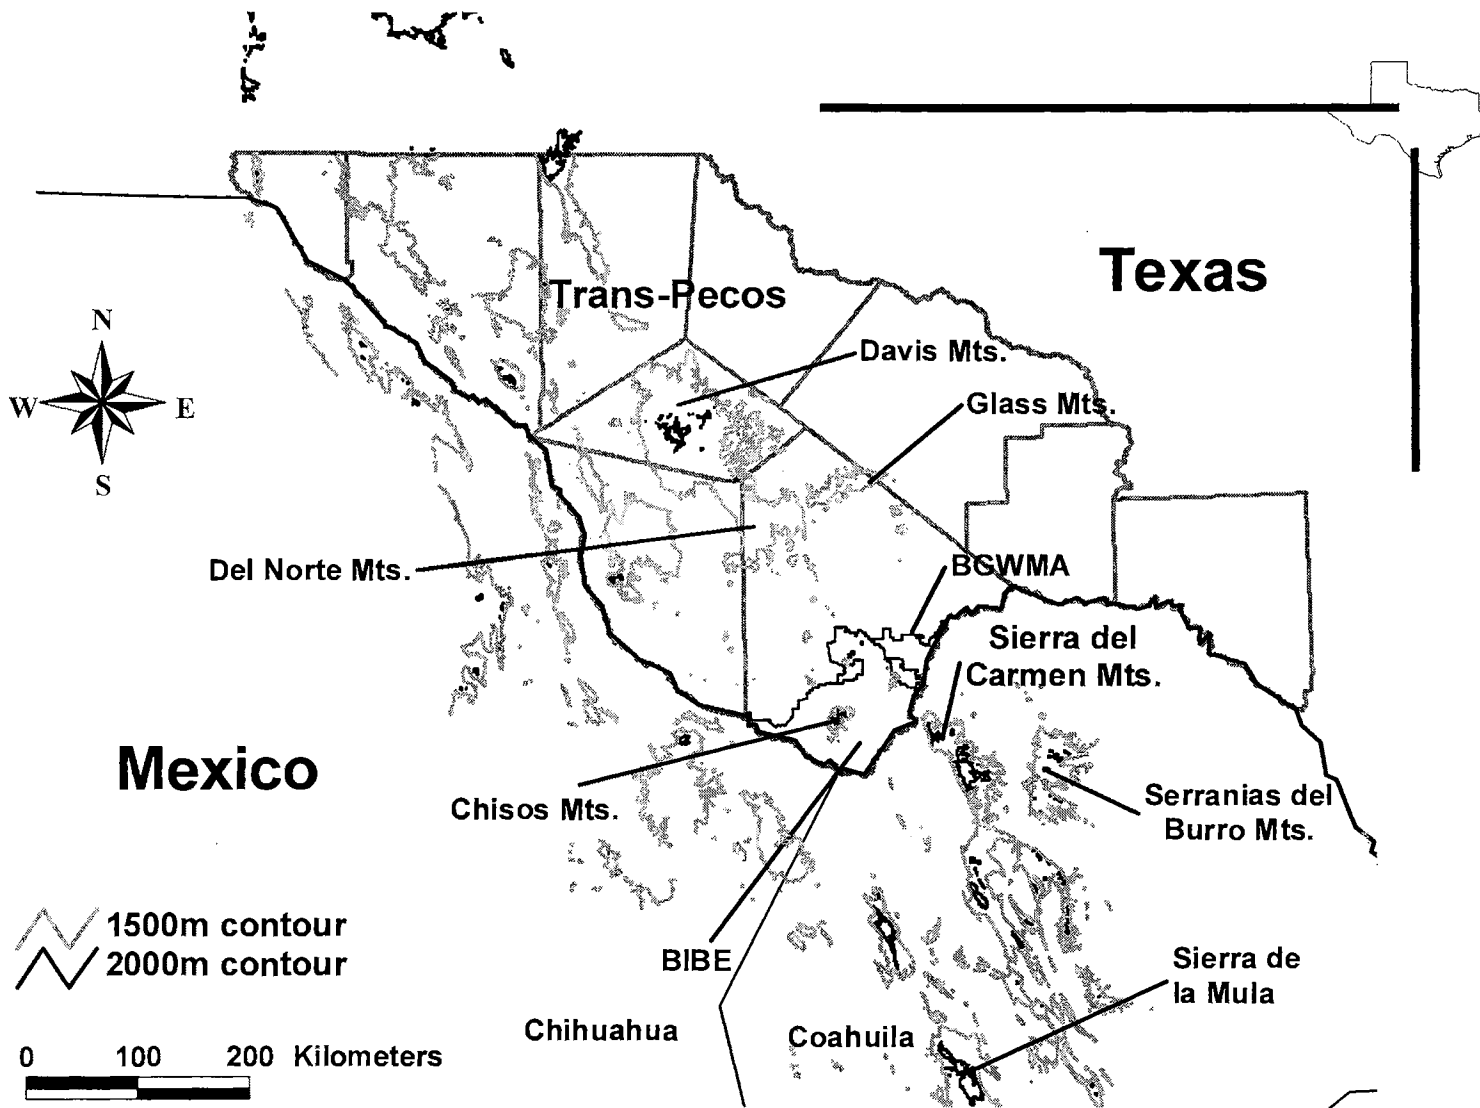 Texas
Trans-Pecos
Davis Mts.
Glass Mts.
N
W E
S
Del Norte Mts.
BGWMA
Sierra del
Carmen Mts.
Mexico
Chisos Mts.
Serranias del
Burro Mts.
1500m contour
2000m contour
BIBE
Sierra de
la Mula
Chihuahua
Coahuila
0 100 200 Kilometers